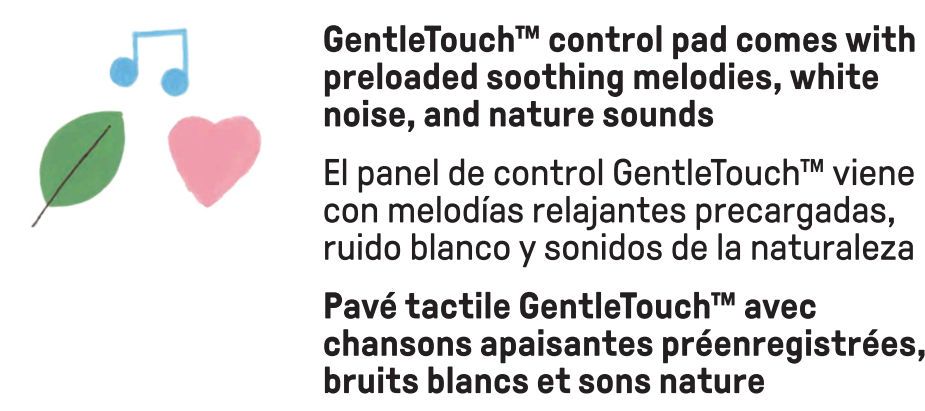 GentleTouch™ control pad comes with
preloaded soothing melodies, white
noise, and nature sounds
El panel de control GentleTouch™ viene
con melodías relajantes precargadas,
ruido blanco y sonidos de la naturaleza
Pavé tactile GentleTouch™ avec
chansons apaisantes préenregistrées,
bruits blancs et sons nature